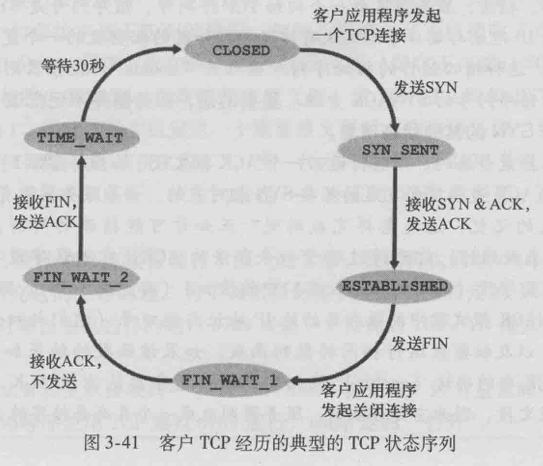 CLOSED
客户应用程序发起
一个TCP连接
发送SYN
SYN_SENT
接收SYN & ACK,
发送ACK
ESTABLISHED
发送FIN
客户应用程序
发起关闭连接
FIN_WAIT_1
接收ACK,
不发送
FIN_WAIT_2
接收FIN,
发送ACK
TIME_WAIT
等待30秒
图 3-41 客户 TCP 经历的典型的 TCP 状态序列